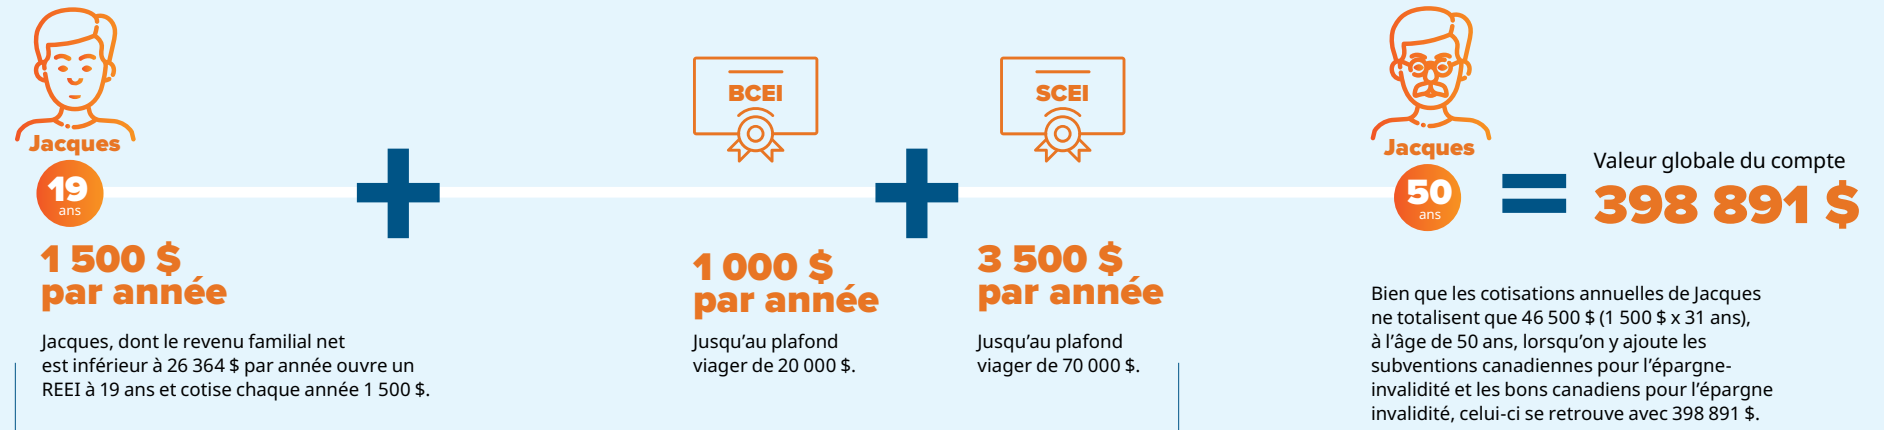 Jacques
19
ans
1 500 $
par année
Jacques, dont le revenu familial net
est inférieur à 26 364 $ par année ouvre un
REEI à 19 ans et cotise chaque année 1 500 $.
BCEI
1 000 $
par année
Jusqu’au plafond
viager de 20 000 $.
SCEI
3 500 $
par année
Jusqu’au plafond
viager de 70 000 $.
Jacques
50
ans
Valeur globale du compte
398 891 $
Bien que les cotisations annuelles de Jacques
ne totalisent que 46 500 $ (1 500 $ x 31 ans),
à l’âge de 50 ans, lorsqu’on y ajoute les
subventions canadiennes pour l’épargne-
invalidité et les bons canadiens pour l’épargne
invalidité, celui-ci se retrouve avec 398 891 $.